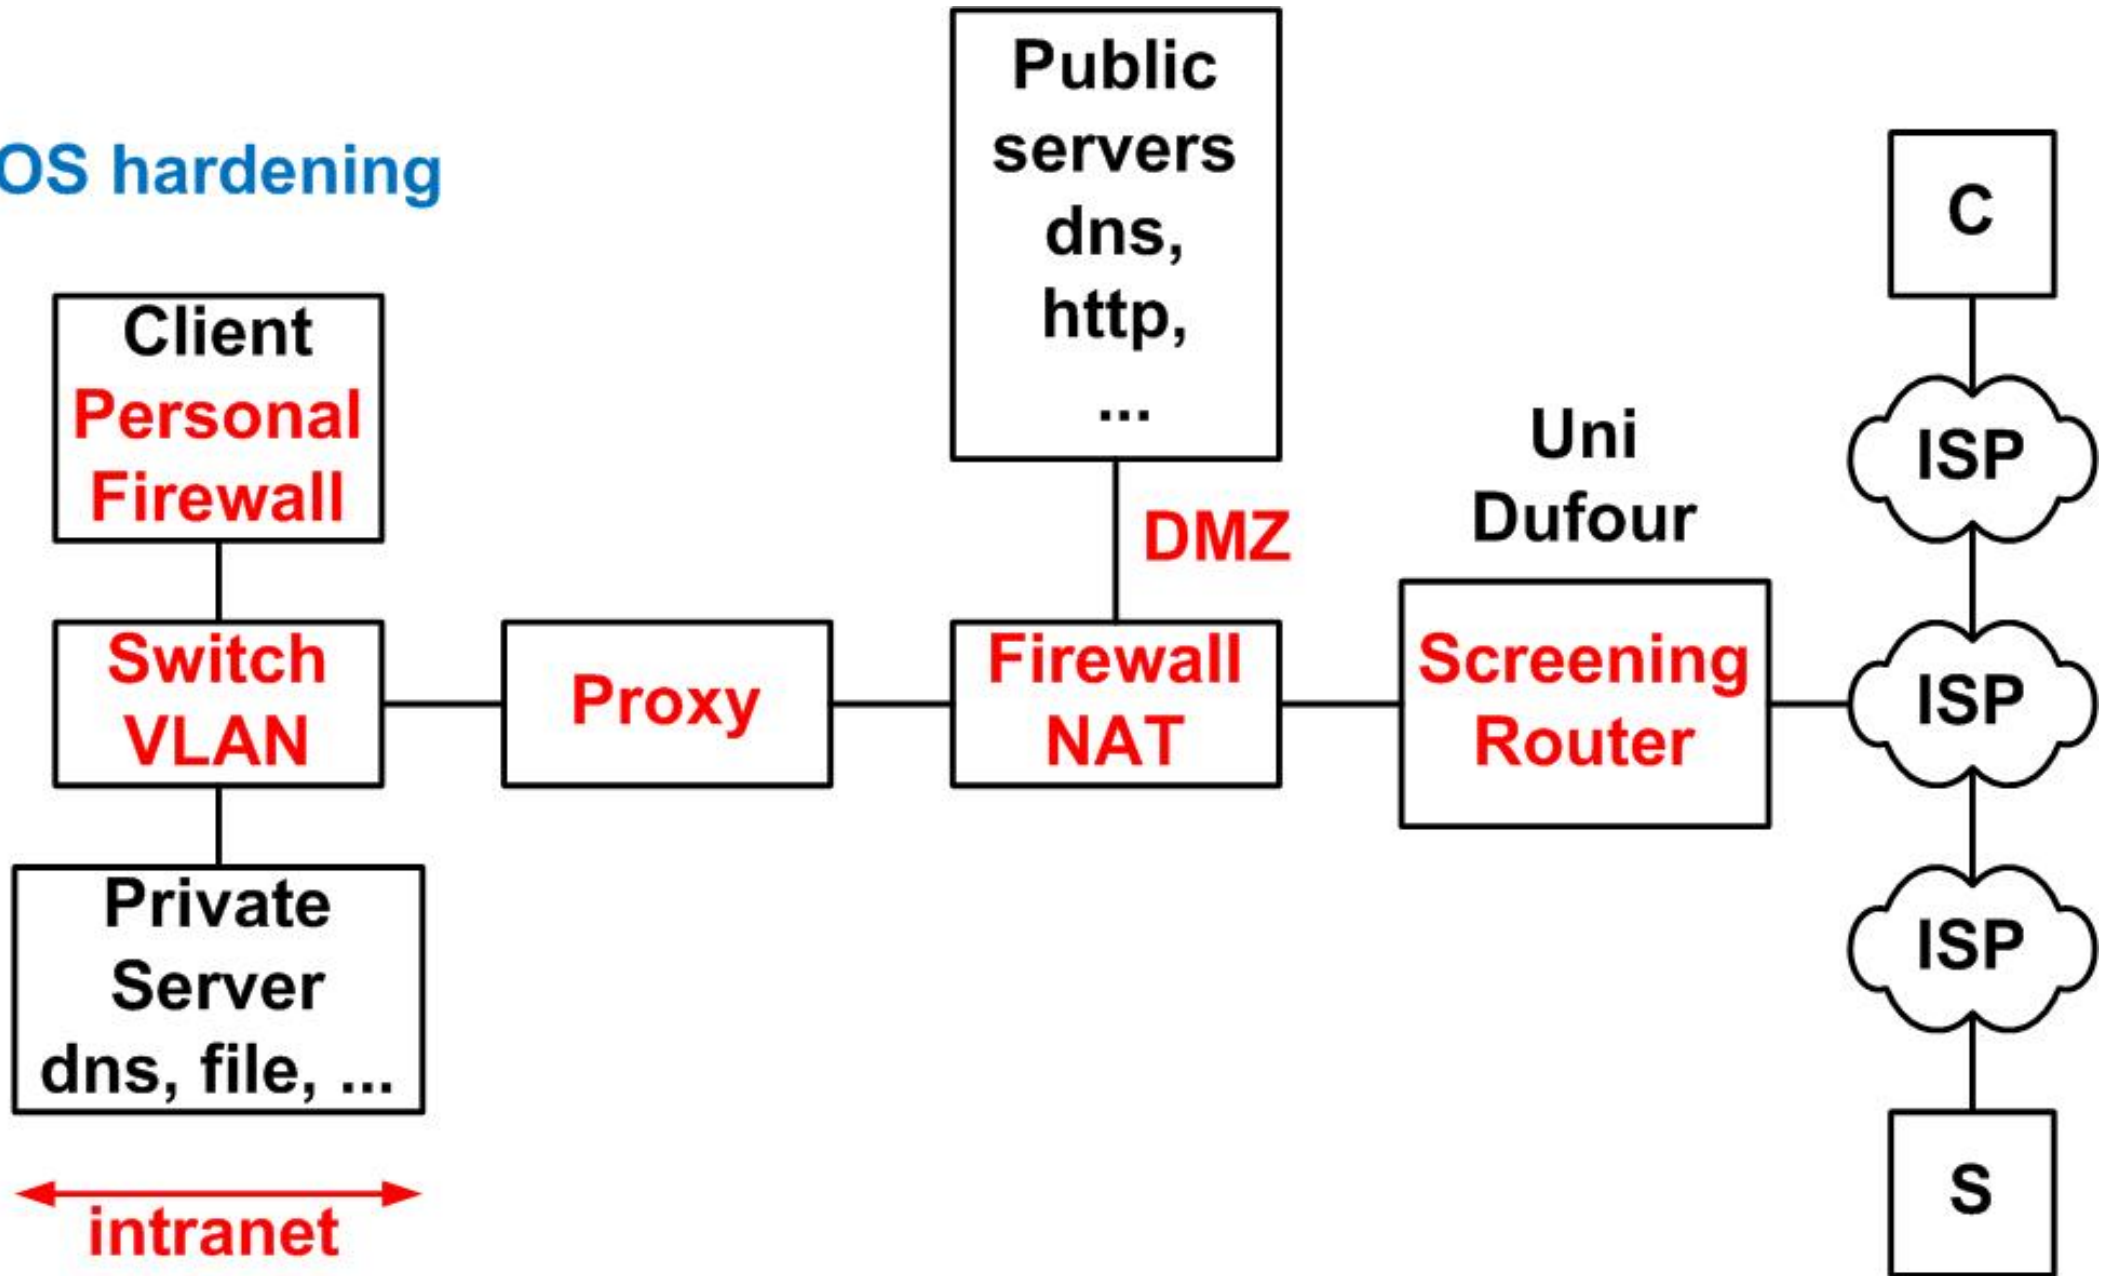 OS hardening
Client
Personal
Firewall
Switch
VLAN
Private
Server
dns, file, ...
intranet
Proxy
Public
servers
dns,
http,
...
DMZ
Firewall
NAT
Uni
Dufour
Screening
Router
C
ISP
ISP
ISP
S